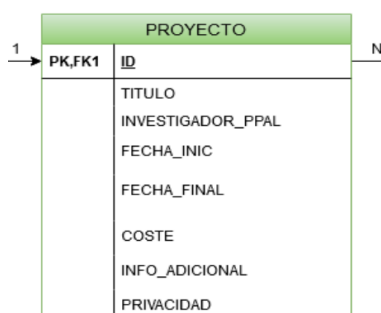 PROYECTO
1
N
PK,FK1 ID
TITULO
INVESTIGADOR_PPAL
FECHA_INIC
FECHA_FINAL
COSTE
INFO_ADICIONAL
PRIVACIDAD